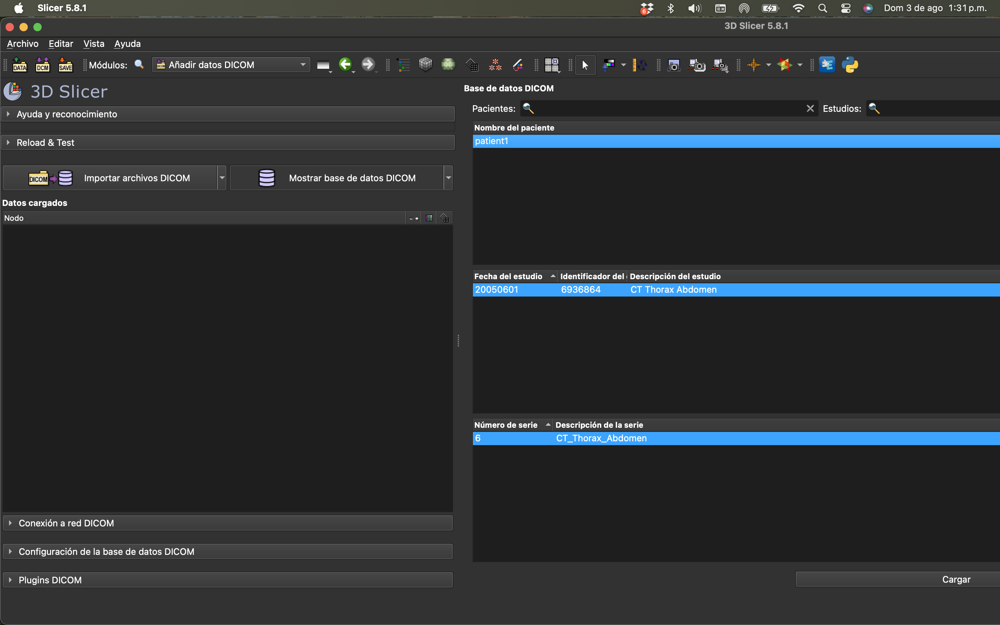 Slicer 5.8.1
6
Dom 3 de ago 1:31 p.m.
3D Slicer 5.8.1
Archivo Editar Vista Ayuda
DATA DCM SAVE Módulos: DICOM Añadir datos DICOM
3D Slicer
Base de datos DICOM
Ayuda y reconocimiento
Pacientes: Estudios:
Nombre del paciente
patient1
Reload & Test
DICOM Importar archivos DICOM Mostrar base de datos DICOM
Datos cargados
Nodo
Fecha del estudio Identificador del Descripción del estudio
20050601 6936864 CT Thorax Abdomen
Número de serie Descripción de la serie
6 CT_Thorax_Abdomen
Conexión a red DICOM
Configuración de la base de datos DICOM
Plugins DICOM
Cargar